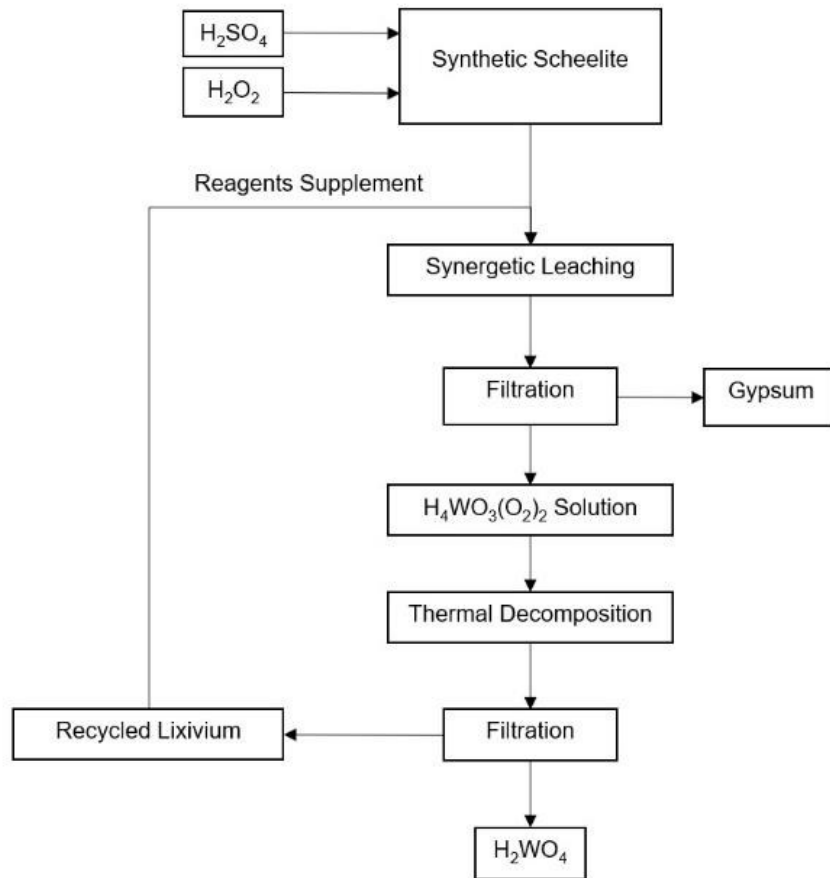 H₂SO₄
Synthetic Scheelite
H₂O₂
Reagents Supplement
Synergetic Leaching
Filtration
Gypsum
H₄WO₃(O₂)₂ Solution
Thermal Decomposition
Recycled Lixivium
Filtration
H₂WO₄